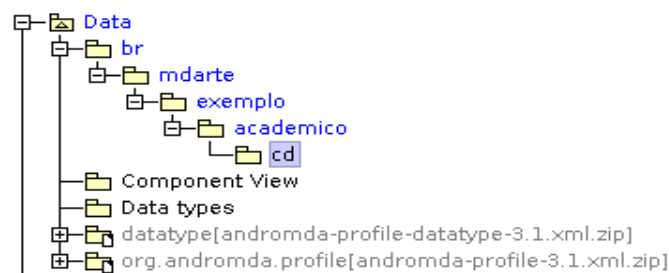 Data
br
mdarte
exemplo
academico
cd
Component View
Data types
datatype[andromda-profile-datatype-3.1.xml.zip]
org.andromda.profile[andromda-profile-3.1.xml.zip]